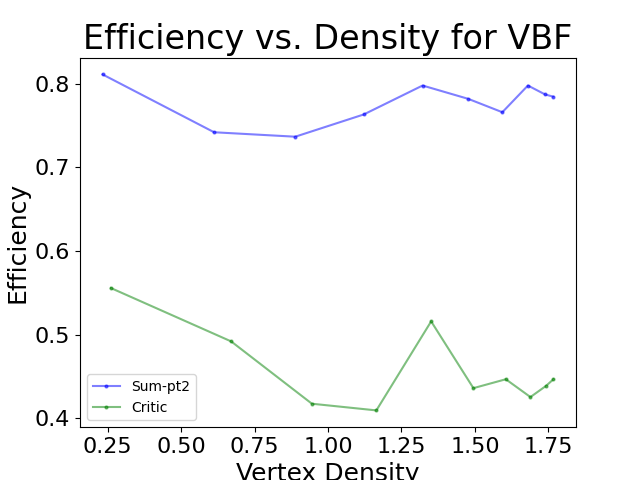 Efficiency vs. Density for VBF
Efficiency
0.8
0.7
0.6
0.5
0.4
Sum-pt2
Critic
0.25 0.50 0.75 1.00 1.25 1.50 1.75
Vertex Density